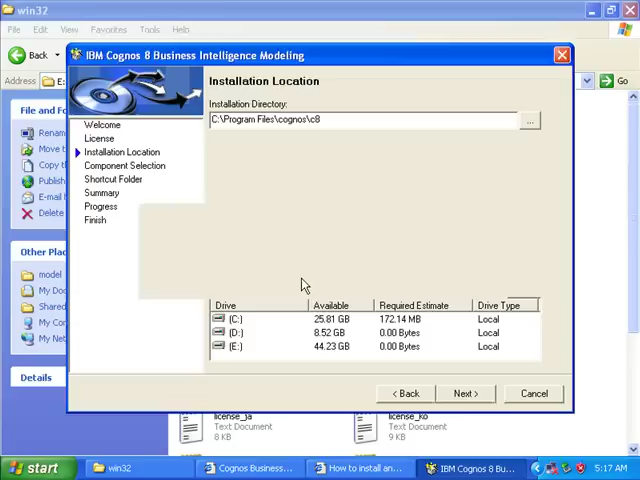 win32
File Edit View Favorites Tools Help
Back
Address E:
Go
IBM Cognos 8 Business Intelligence Modeling
Installation Location
Installation Directory:
C:\Program Files\cognos\c8
...
Welcome
License
Installation Location
Component Selection
Shortcut Folder
Summary
Progress
Finish
File and Fo
Renam
Move t
Copy th
Publish
E-mail
Delete
Other Plac
model
My Do
Shared
My Co
My Net
Details
Drive Available Required Estimate Drive Type
(C:) 25.81 GB 172.14 MB Local
(D:) 8.52 GB 0.00 Bytes Local
(E:) 44.23 GB 0.00 Bytes Local
< Back Next > Cancel
license_ja
Text Document
8 KB
license_ko
Text Document
9 KB
start win32 Cognos Business... How to install an... IBM Cognos 8 Bu... 5:17 AM